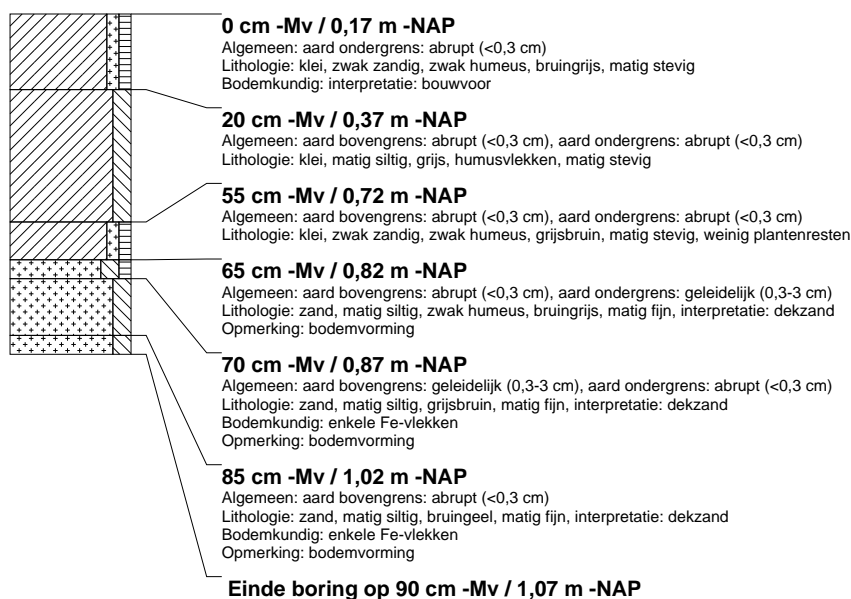 0 cm -Mv / 0,17 m -NAP
Algemeen: aard ondergrens: abrupt (<0,3 cm)
Lithologie: klei, zwak zandig, zwak humeus, bruingrijs, matig stevig
Bodemkundig: interpretatie: bouwvoor
20 cm -Mv / 0,37 m -NAP
Algemeen: aard bovengrens: abrupt (<0,3 cm), aard ondergrens: abrupt (<0,3 cm)
Lithologie: klei, matig siltig, grijs, humusvlekken, matig stevig
55 cm -Mv / 0,72 m -NAP
Algemeen: aard bovengrens: abrupt (<0,3 cm), aard ondergrens: abrupt (<0,3 cm)
Lithologie: klei, zwak zandig, zwak humeus, grijsbruin, matig stevig, weinig plantenresten
65 cm -Mv / 0,82 m -NAP
Algemeen: aard bovengrens: abrupt (<0,3 cm), aard ondergrens: geleidelijk (0,3-3 cm)
Lithologie: zand, matig siltig, zwak humeus, bruingrijs, matig fijn, interpretatie: dekzand
Opmerking: bodemvorming
70 cm -Mv / 0,87 m -NAP
Algemeen: aard bovengrens: geleidelijk (0,3-3 cm), aard ondergrens: abrupt (<0,3 cm)
Lithologie: zand, matig siltig, grijsbruin, matig fijn, interpretatie: dekzand
Bodemkundig: enkele Fe-vlekken
Opmerking: bodemvorming
85 cm -Mv / 1,02 m -NAP
Algemeen: aard bovengrens: abrupt (<0,3 cm)
Lithologie: zand, matig siltig, bruingeel, matig fijn, interpretatie: dekzand
Bodemkundig: enkele Fe-vlekken
Opmerking: bodemvorming
Einde boring op 90 cm -Mv / 1,07 m -NAP